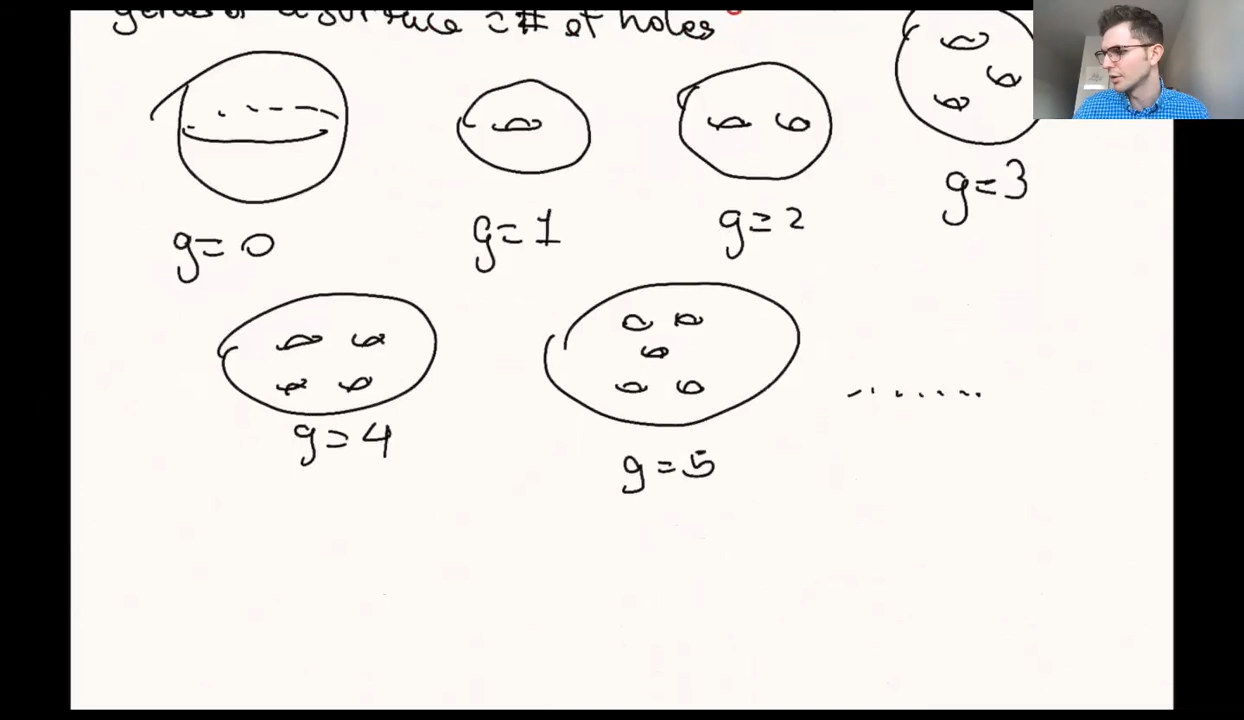 genus of a surface = # of holes
g=0
g=1
g=2
g=3
g=4
g=5